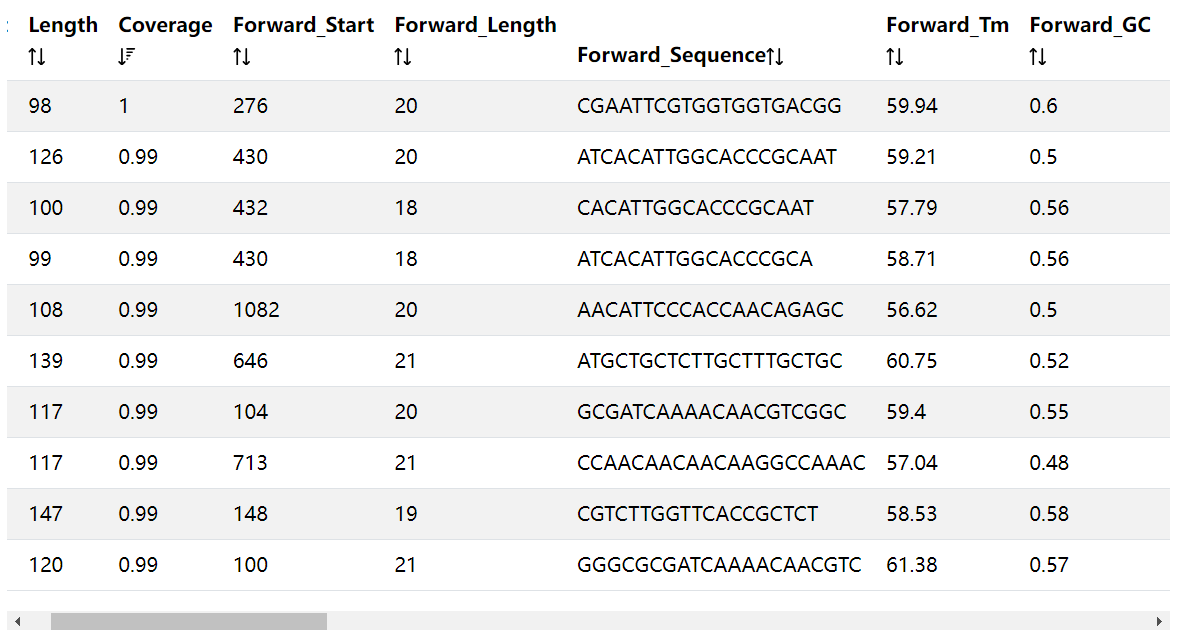 Length Coverage Forward_Start Forward_Length Forward_Sequence Forward_Tm Forward_GC
98 1 276 20 CGAATTCGTGGTGGTGACGG 59.94 0.6
126 0.99 430 20 ATCACATTGGCACCCGCAAT 59.21 0.5
100 0.99 432 18 CACATTGGCACCCGCAAT 57.79 0.56
99 0.99 430 18 ATCACATTGGCACCCGCA 58.71 0.56
108 0.99 1082 20 AACATTCCCACCAACAGAGC 56.62 0.5
139 0.99 646 21 ATGCTGCTCTTGCTTTGCTGC 60.75 0.52
117 0.99 104 20 GCGATCAAAACAACGTCGGC 59.4 0.55
117 0.99 713 21 CCAACAACAACAAGGCCAAAC 57.04 0.48
147 0.99 148 19 CGTCTTGGTTCACCGCTCT 58.53 0.58
120 0.99 100 21 GGGCGCGATCAAAACAACGTC 61.38 0.57